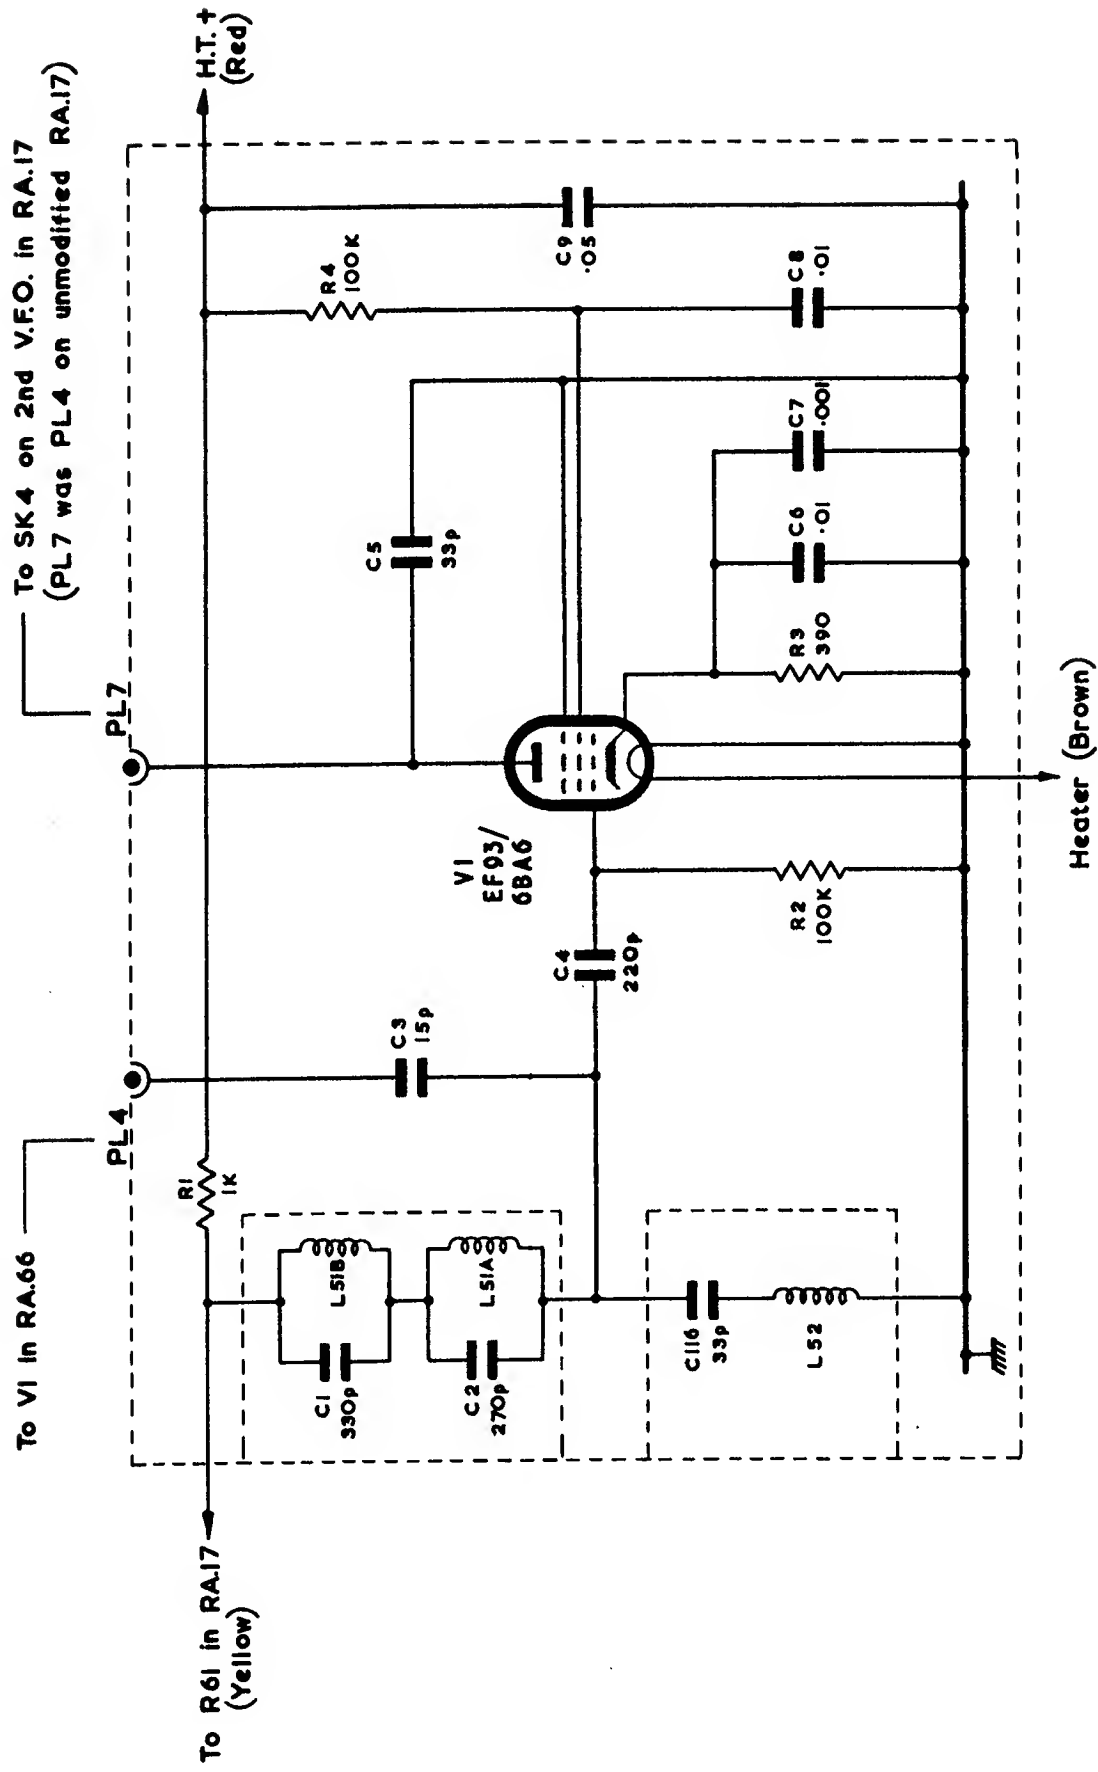 To V1 in RA.66
To SK4 on 2nd V.F.O. in RA.17
(PL7 was PL4 on unmodified RA.17)
PL4
PL7
To R61 in RA.17
(Yellow)
R1
1K
H.T. +
(Red)
C1
330p
L51B
C2
270p
L51A
C3
15p
C5
33p
R4
100K
V1
EF93/
6BA6
C4
220p
C9
.05
C116
33p
L52
R2
100K
R3
390
C6
.01
C7
.001
C8
.01
Heater (Brown)